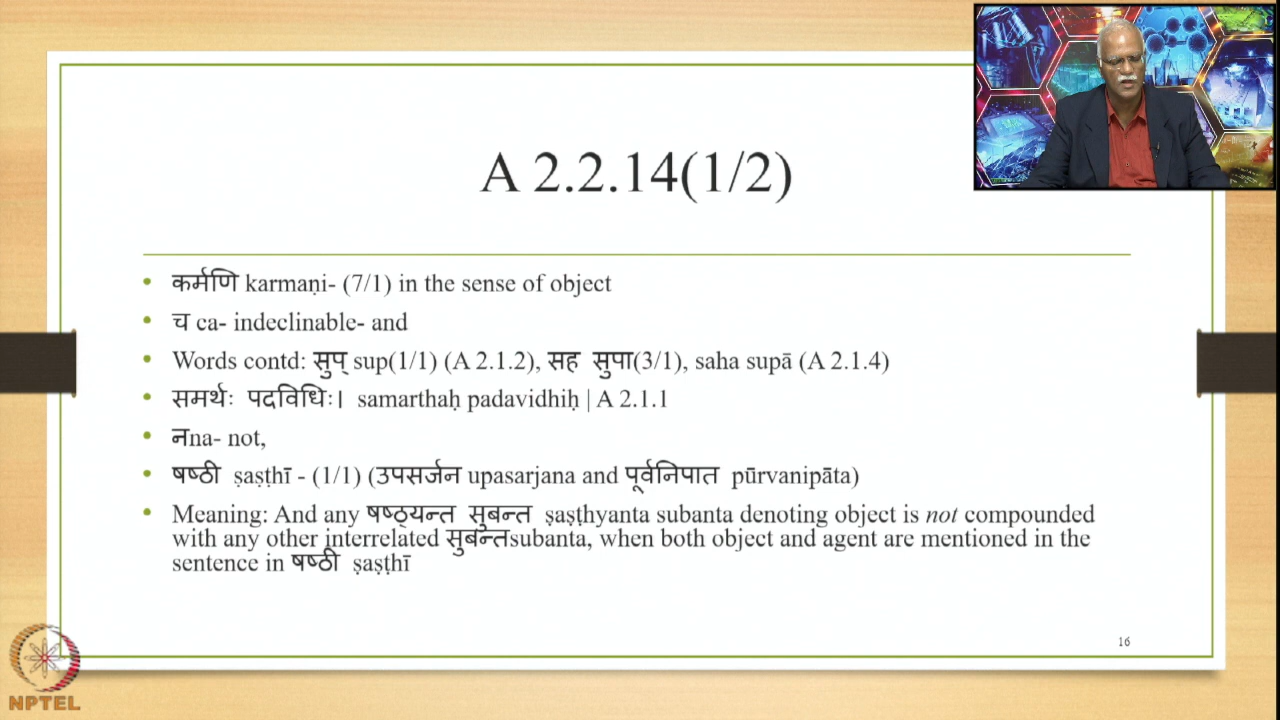 A 2.2.14(1/2)
कर्मणि karmaṇi- (7/1) in the sense of object
च ca- indeclinable- and
Words contd: सुप् sup(1/1) (A 2.1.2), सह सुपा(3/1), saha supā (A 2.1.4)
समर्थः पदविधिः। samarthaḥ padavidhiḥ | A 2.1.1
नna- not,
षष्ठी ṣaṣṭhī - (1/1) (उपसर्जन upasarjana and पूर्वनिपात pūrvanipāta)
Meaning: And any षष्ठ्यन्त सुबन्त ṣaṣṭhyanta subanta denoting object is not compounded
with any other interrelated सुबन्तsubanta, when both object and agent are mentioned in the
sentence in षष्ठी ṣaṣṭhī
16
NPTEL